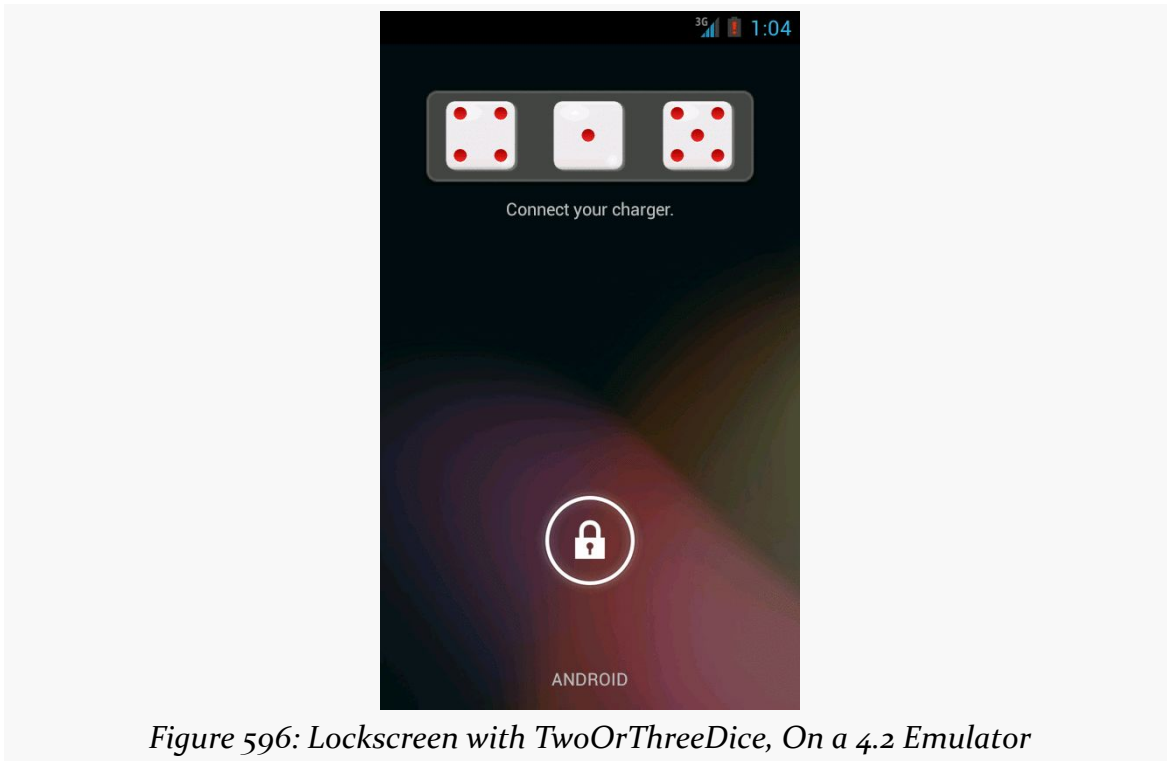 3G 1:04
Connect your charger.
ANDROID
Figure 596: Lockscreen with TwoOrThreeDice, On a 4.2 Emulator